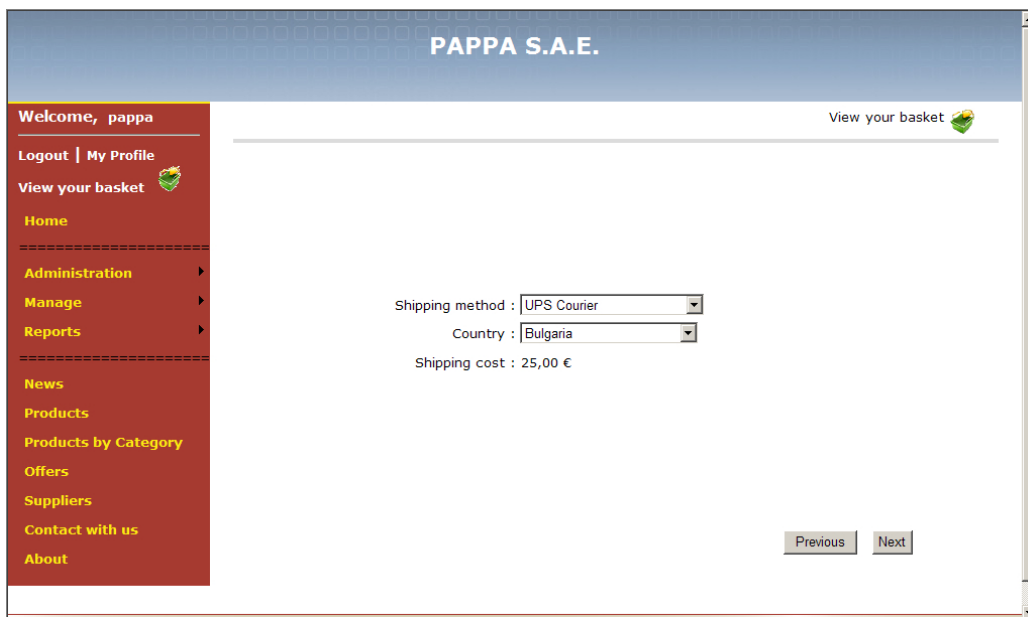 PAPPA S.A.E.
Welcome, pappa
View your basket
Logout | My Profile
View your basket
Home
======================
Administration
Manage
Reports
======================
News
Products
Products by Category
Offers
Suppliers
Contact with us
About
Shipping method : UPS Courier
Country : Bulgaria
Shipping cost : 25,00 €
Previous Next